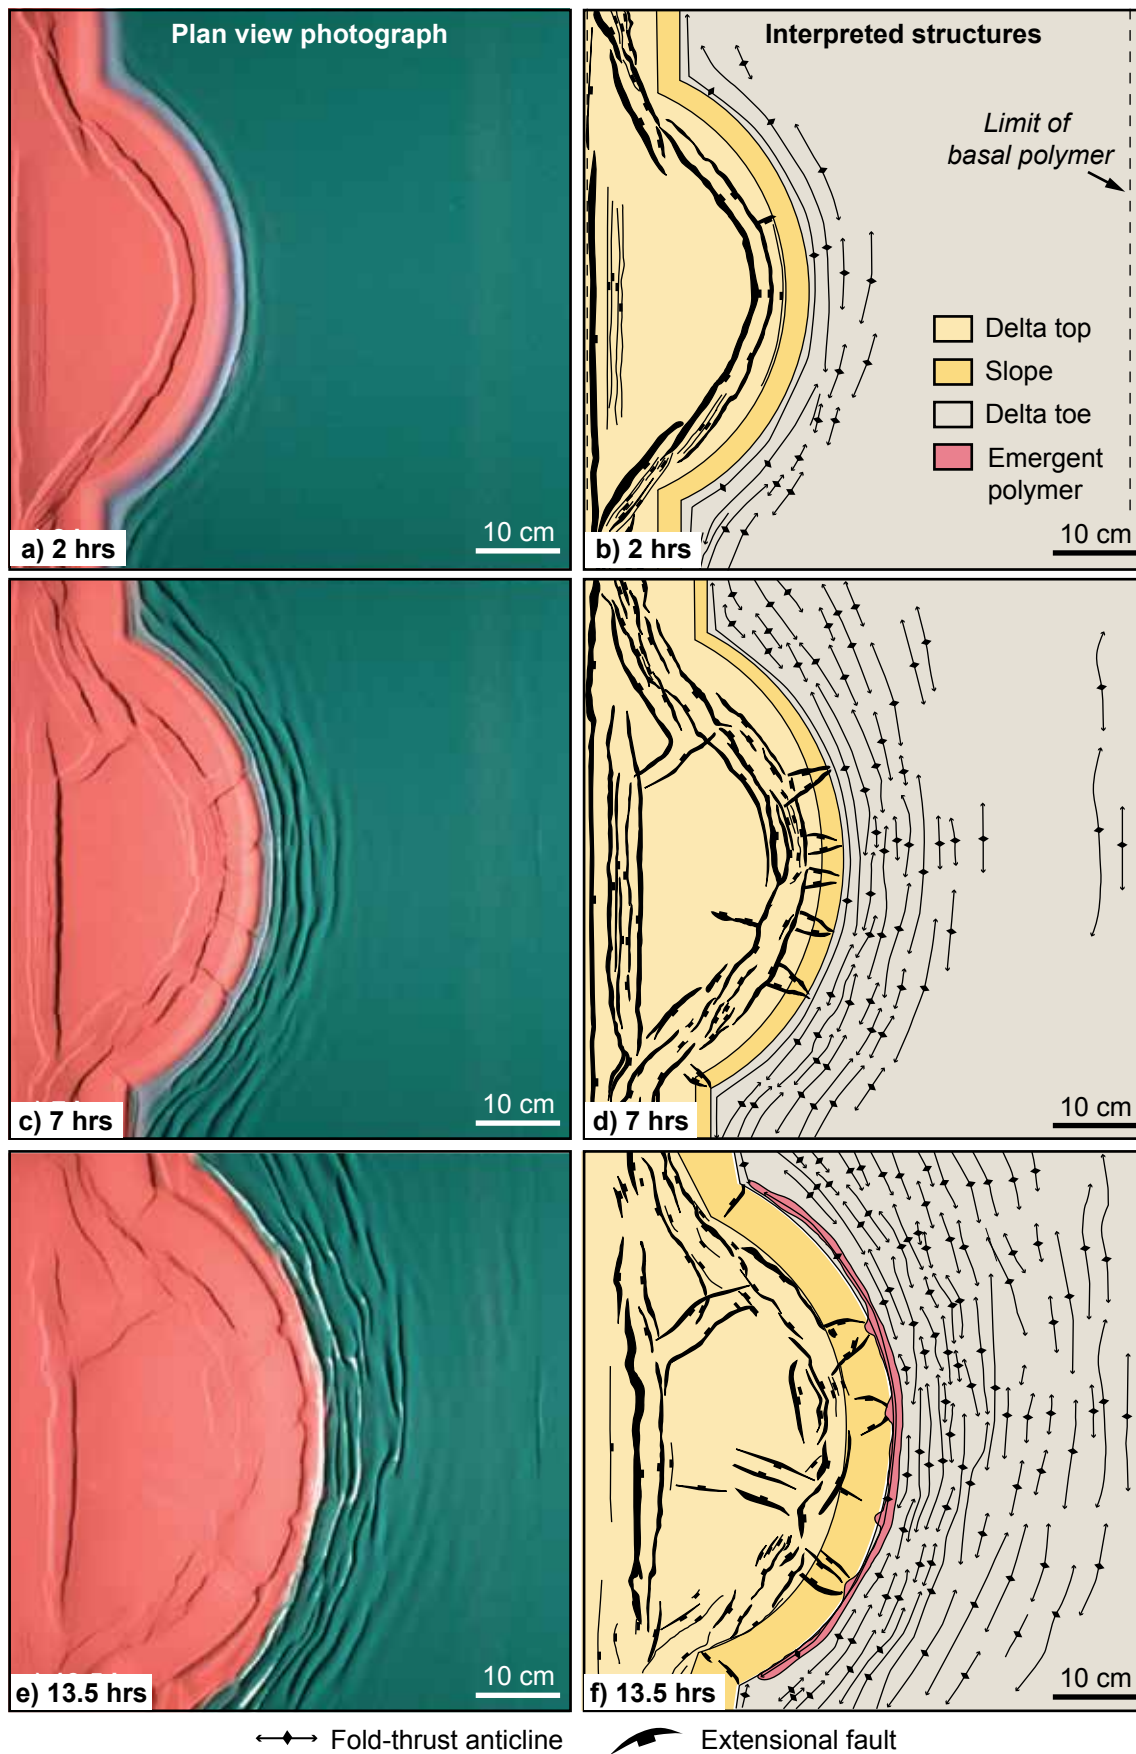 Plan view photograph
Interpreted structures
Limit of
basal polymer
Delta top
Slope
Delta toe
Emergent
polymer
10 cm
a) 2 hrs
10 cm
b) 2 hrs
10 cm
c) 7 hrs
10 cm
d) 7 hrs
10 cm
e) 13.5 hrs
10 cm
f) 13.5 hrs
Fold-thrust anticline
Extensional fault